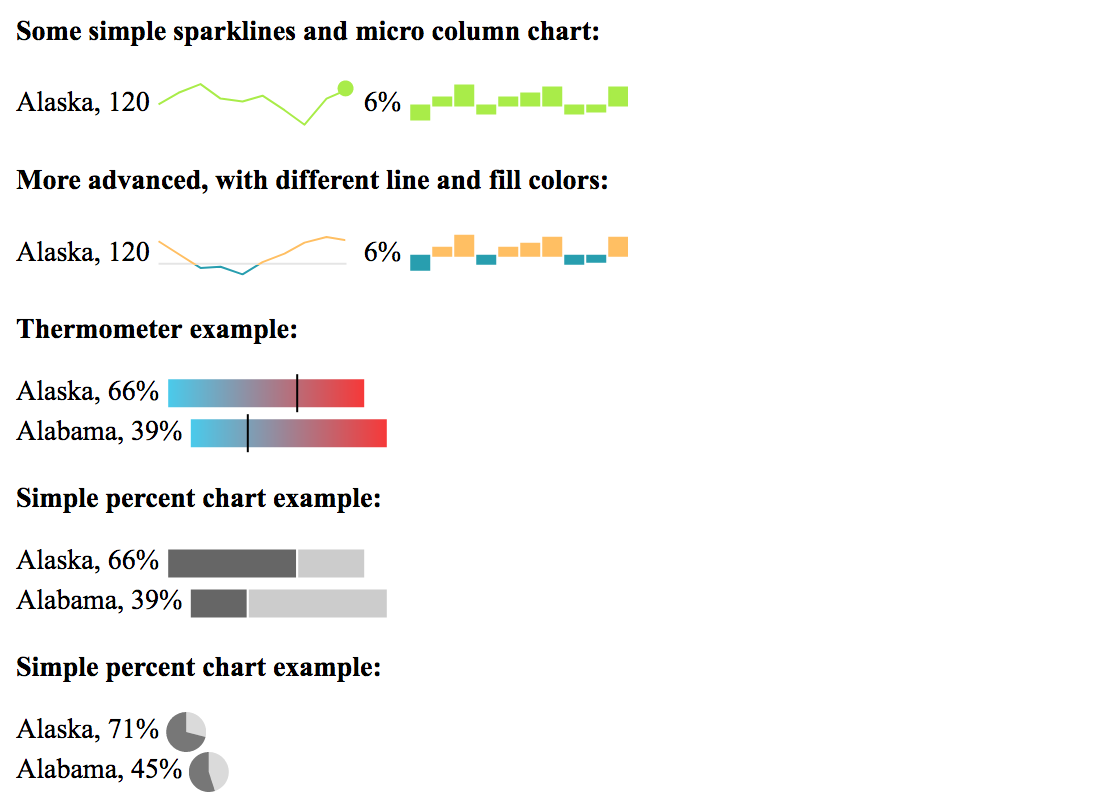 Some simple sparklines and micro column chart:
Alaska, 120 6%
More advanced, with different line and fill colors:
Alaska, 120 6%
Thermometer example:
Alaska, 66%
Alabama, 39%
Simple percent chart example:
Alaska, 66%
Alabama, 39%
Simple percent chart example:
Alaska, 71%
Alabama, 45%